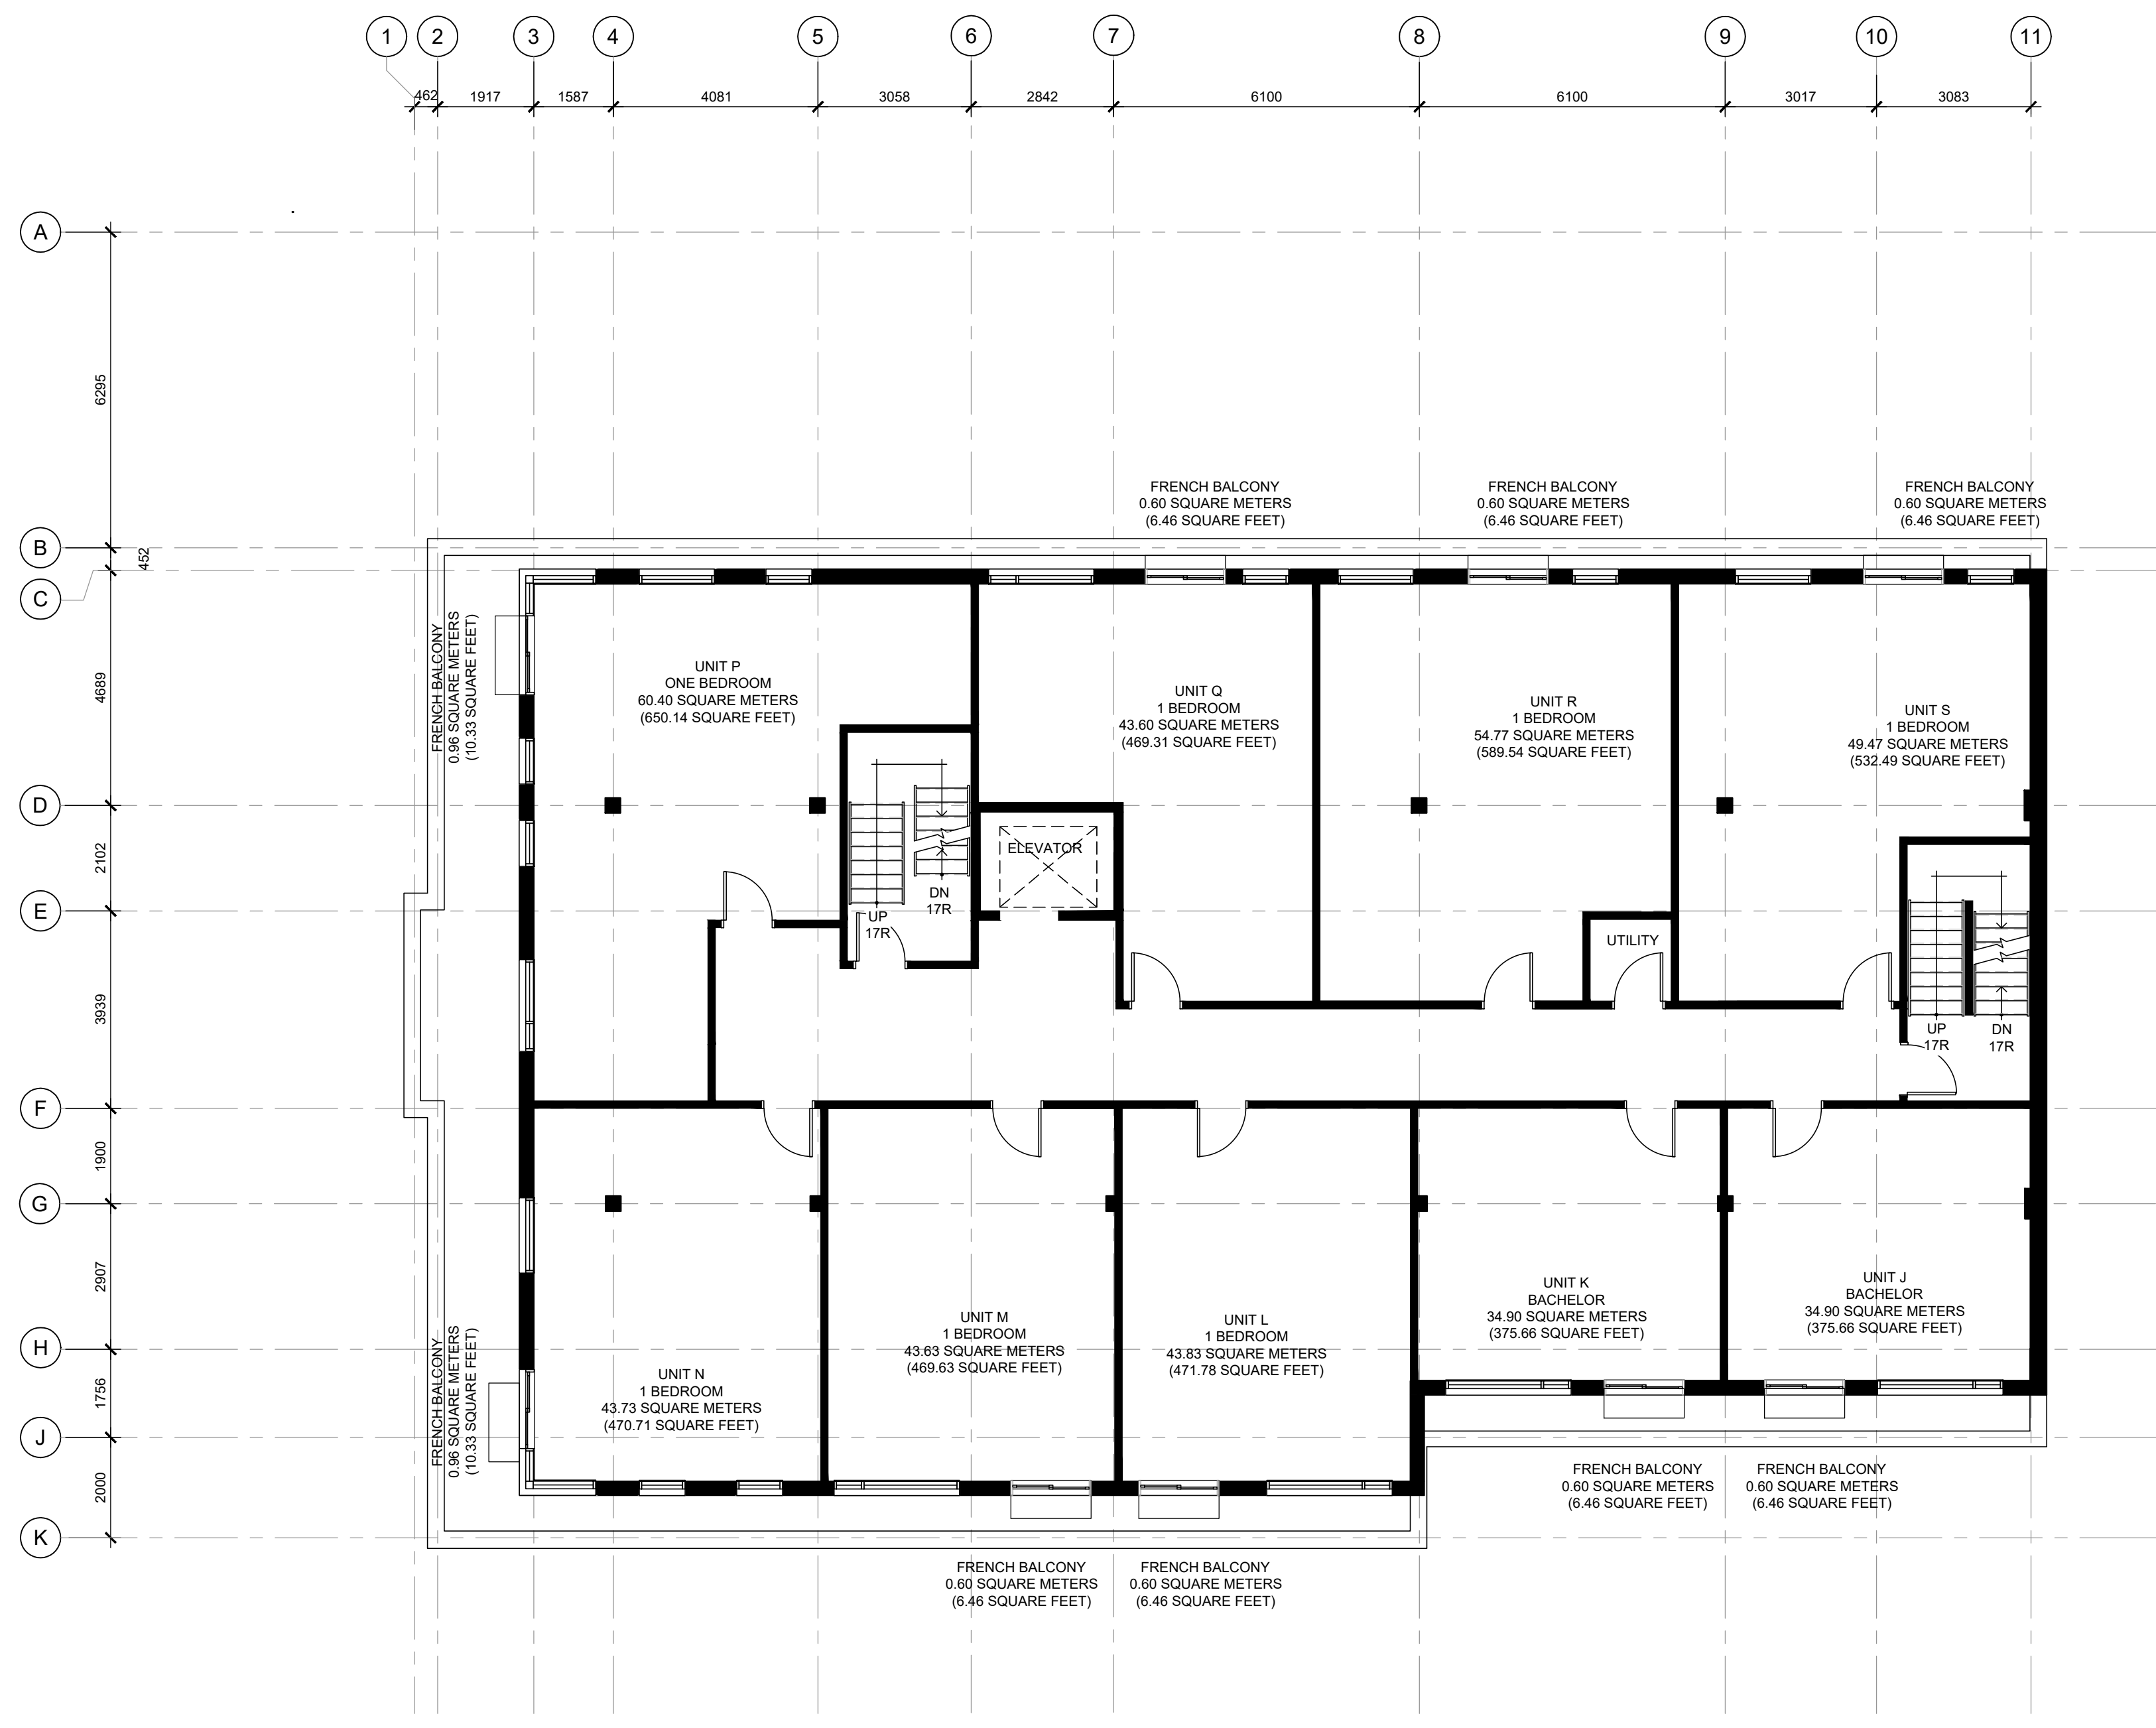 1 2 3 4 5 6 7 8 9 10 11
462 1917 1587 4081 3058 2842 6100 6100 3017 3083
A
6295
B
452
C
4689
D
2102
E
3939
F
1900
G
2907
H
1756
J
2000
K
FRENCH BALCONY
0.60 SQUARE METERS
(6.46 SQUARE FEET)
FRENCH BALCONY
0.60 SQUARE METERS
(6.46 SQUARE FEET)
FRENCH BALCONY
0.60 SQUARE METERS
(6.46 SQUARE FEET)
FRENCH BALCONY
0.96 SQUARE METERS
(10.33 SQUARE FEET)
UNIT P
ONE BEDROOM
60.40 SQUARE METERS
(650.14 SQUARE FEET)
UNIT Q
1 BEDROOM
43.60 SQUARE METERS
(469.31 SQUARE FEET)
UNIT R
1 BEDROOM
54.77 SQUARE METERS
(589.54 SQUARE FEET)
UNIT S
1 BEDROOM
49.47 SQUARE METERS
(532.49 SQUARE FEET)
ELEVATOR
DN
17R
UP
17R
UTILITY
UP
17R
DN
17R
FRENCH BALCONY
0.96 SQUARE METERS
(10.33 SQUARE FEET)
UNIT N
1 BEDROOM
43.73 SQUARE METERS
(470.71 SQUARE FEET)
UNIT M
1 BEDROOM
43.63 SQUARE METERS
(469.63 SQUARE FEET)
UNIT L
1 BEDROOM
43.83 SQUARE METERS
(471.78 SQUARE FEET)
UNIT K
BACHELOR
34.90 SQUARE METERS
(375.66 SQUARE FEET)
UNIT J
BACHELOR
34.90 SQUARE METERS
(375.66 SQUARE FEET)
FRENCH BALCONY
0.60 SQUARE METERS
(6.46 SQUARE FEET)
FRENCH BALCONY
0.60 SQUARE METERS
(6.46 SQUARE FEET)
FRENCH BALCONY
0.60 SQUARE METERS
(6.46 SQUARE FEET)
FRENCH BALCONY
0.60 SQUARE METERS
(6.46 SQUARE FEET)